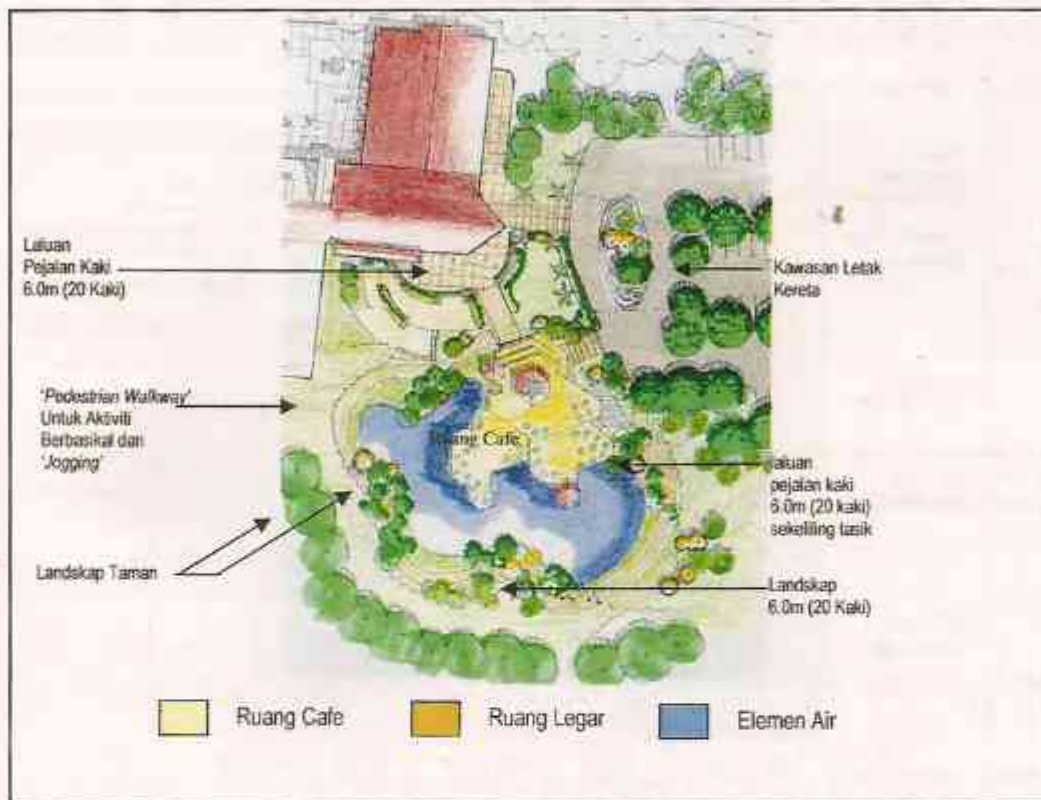 Laluan
Pejalan Kaki
6.0m (20 Kaki)
Kawasan Letak
Kereta
'Pedestrian Walkway'
Untuk Aktiviti
Berbasikal dan
'Jogging'
Ruang Cafe
laluan
pejalan kaki
6.0m (20 kaki)
sekeliling tasik
Landskap Taman
Landskap
6.0m (20 Kaki)
Ruang Cafe
Ruang Legar
Elemen Air